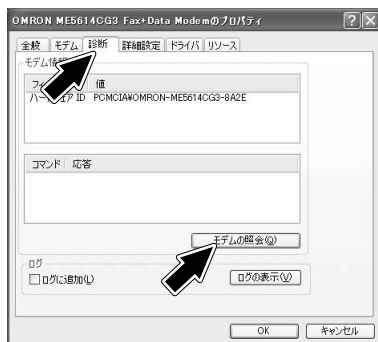 OMRON ME5614CG3 Fax+Data Modemのプロパティ
全般 モデム 診断 詳細設定 ドライバ リソース
モデム情報
値
ハードウェア ID PCMCIA¥OMRON-ME5614CG3-8A2E
コマンド 応答
モデムの照会(Q)
ログ
ログに追加(L) ログの表示(V)
OK キャンセル